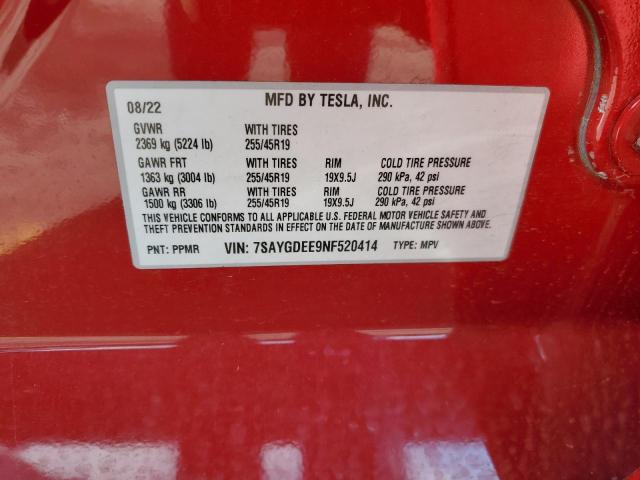 08/22 MFD BY TESLA, INC.
GVWR WITH TIRES
2369 kg (5224 lb) 255/45R19
GAWR FRT WITH TIRES RIM COLD TIRE PRESSURE
1363 kg (3004 lb) 255/45R19 19X9.5J 290 kPa, 42 psi
GAWR RR WITH TIRES RIM COLD TIRE PRESSURE
1500 kg (3306 lb) 255/45R19 19X9.5J 290 kPa, 42 psi
THIS VEHICLE CONFORMS TO ALL APPLICABLE U.S. FEDERAL MOTOR VEHICLE SAFETY AND
THEFT PREVENTION STANDARDS IN EFFECT ON THE DATE OF MANUFACTURE SHOWN ABOVE.
PNT: PPMR VIN: 7SAYGDEE9NF520414 TYPE: MPV